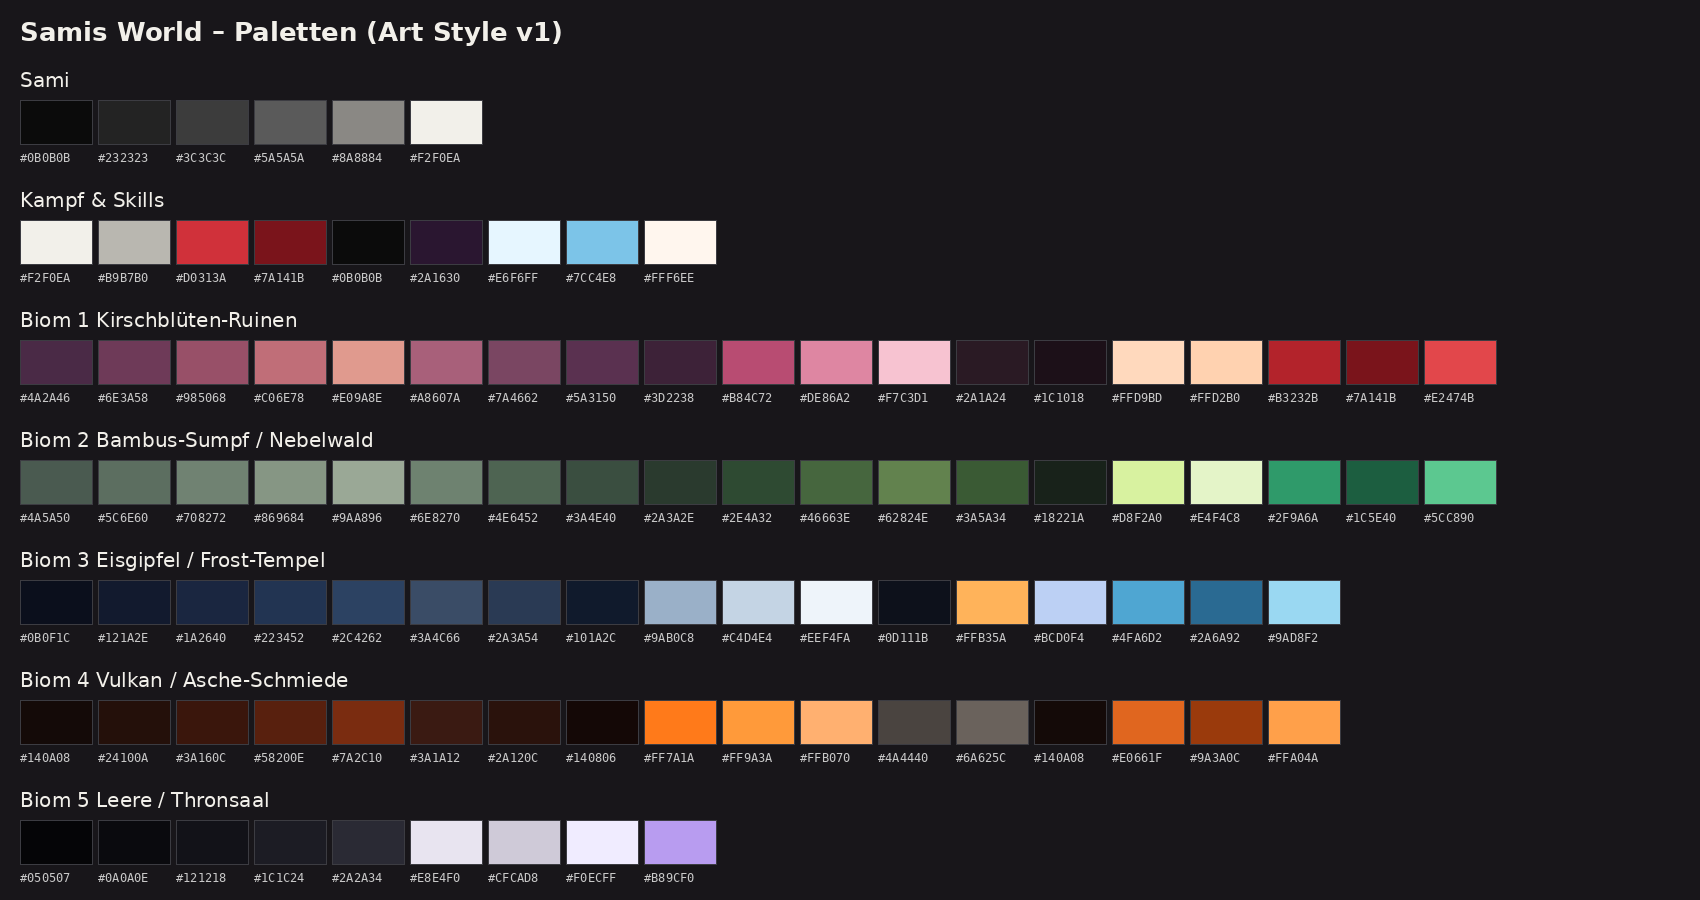 Samis World – Paletten (Art Style v1)
Sami
#0B0B0B #232323 #3C3C3C #5A5A5A #8A8884 #F2F0EA
Kampf & Skills
#F2F0EA #B9B7B0 #D0313A #7A141B #0B0B0B #2A1630 #E6F6FF #7CC4E8 #FFF6EE
Biom 1 Kirschblüten-Ruinen
#4A2A46 #6E3A58 #985068 #C06E78 #E09A8E #A8607A #7A4662 #5A3150 #3D2238 #B84C72 #DE86A2 #F7C3D1 #2A1A24 #1C1018 #FFD9BD #FFD2B0 #B3232B #7A141B #E2474B
Biom 2 Bambus-Sumpf / Nebelwald
#4A5A50 #5C6E60 #708272 #869684 #9AA896 #6E8270 #4E6452 #3A4E40 #2A3A2E #2E4A32 #46663E #62824E #3A5A34 #18221A #D8F2A0 #E4F4C8 #2F9A6A #1C5E40 #5CC890
Biom 3 Eisgipfel / Frost-Tempel
#0B0F1C #121A2E #1A2640 #223452 #2C4262 #3A4C66 #2A3A54 #101A2C #9AB0C8 #C4D4E4 #EEF4FA #0D111B #FFB35A #BCD0F4 #4FA6D2 #2A6A92 #9AD8F2
Biom 4 Vulkan / Asche-Schmiede
#140A08 #24100A #3A160C #58200E #7A2C10 #3A1A12 #2A120C #140806 #FF7A1A #FF9A3A #FFB070 #4A4440 #6A625C #140A08 #E0661F #9A3A0C #FFA04A
Biom 5 Leere / Thronsaal
#050507 #0A0A0E #121218 #1C1C24 #2A2A34 #E8E4F0 #CFCAD8 #F0ECFF #B89CF0